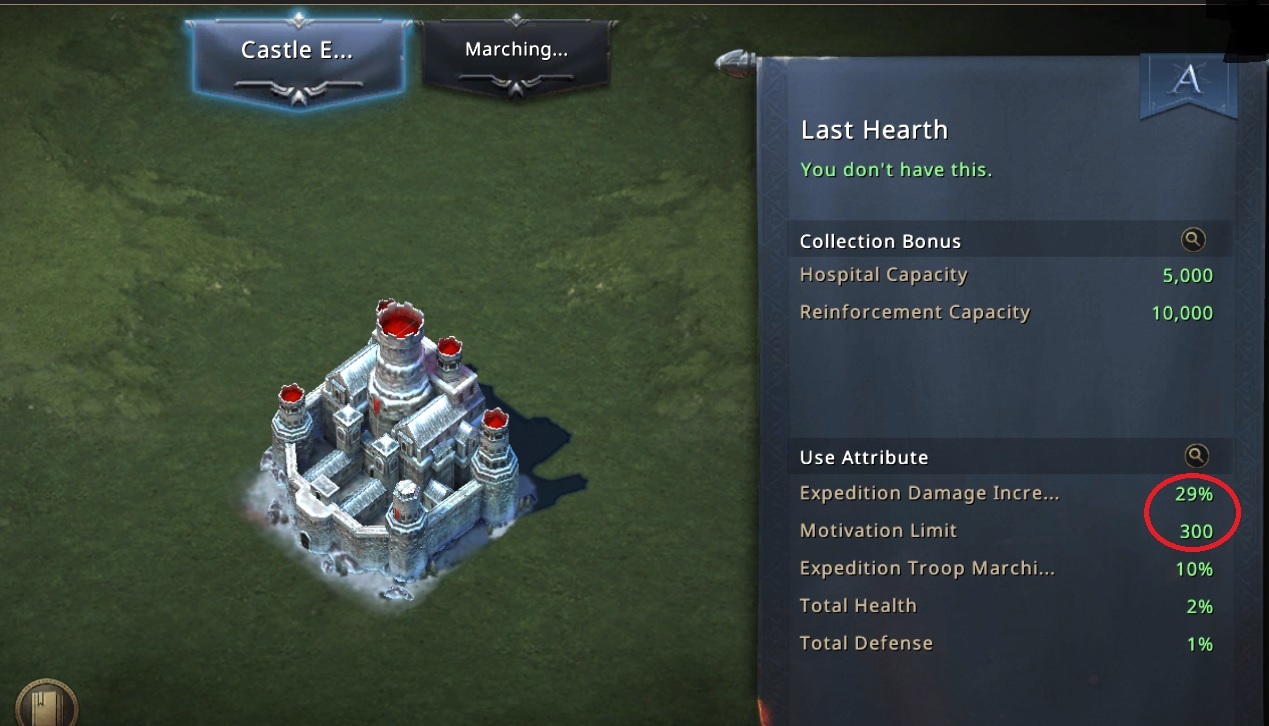 Castle E...
Marching...
A
Last Hearth
You don't have this.
Collection Bonus
Hospital Capacity 5,000
Reinforcement Capacity 10,000
Use Attribute
Expedition Damage Incre... 29%
Motivation Limit 300
Expedition Troop Marchi... 10%
Total Health 2%
Total Defense 1%